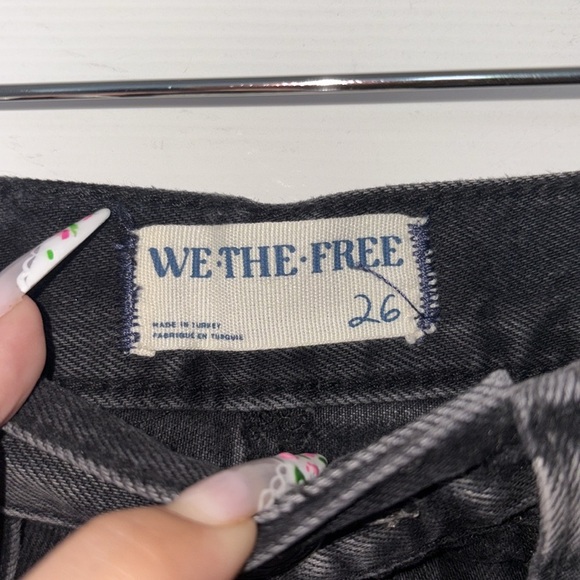 WE·THE·FREE
26
MADE IN TURKEY
FABRIQUÉ EN TURQUIE